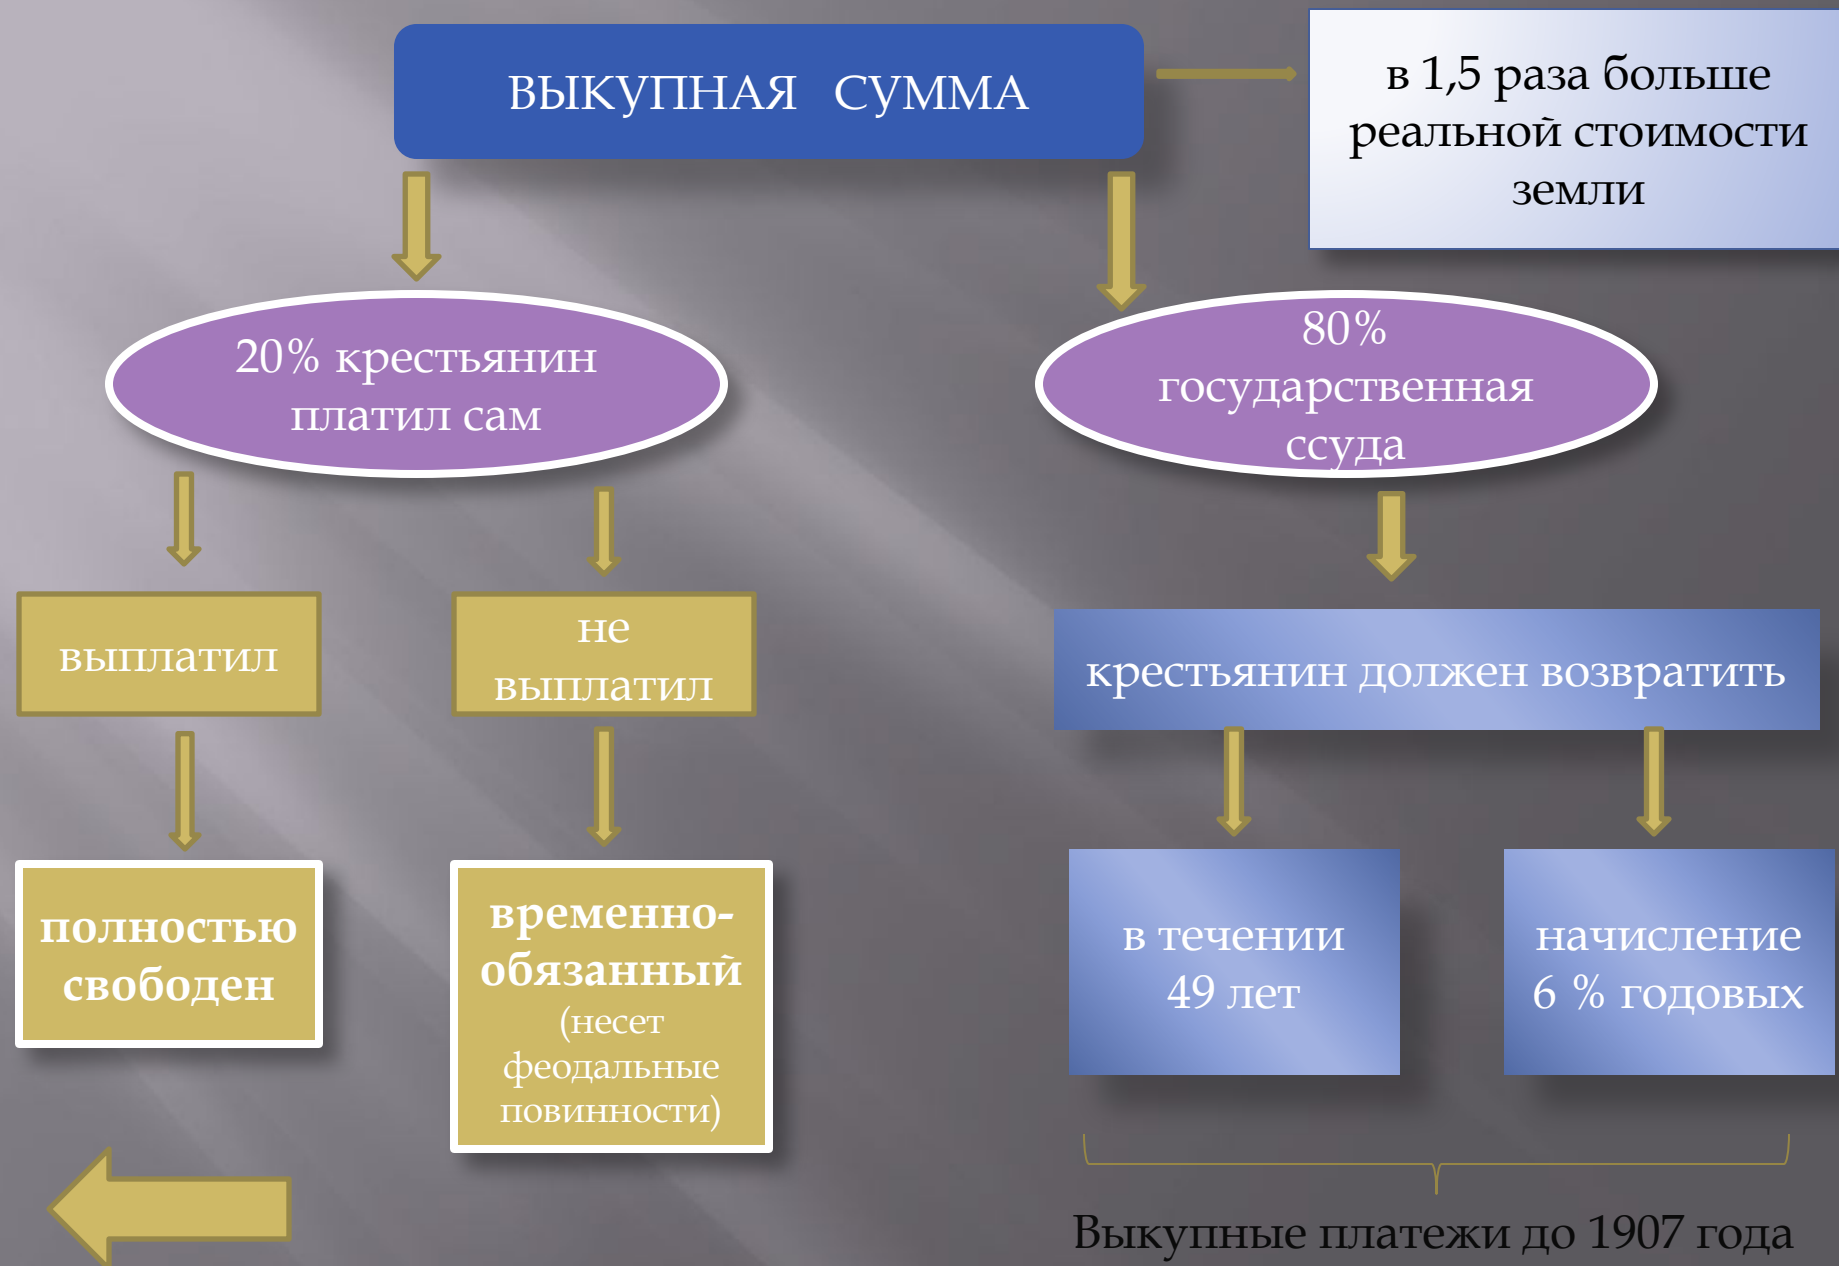 ВЫКУПНАЯ СУММА
в 1,5 раза больше
реальной стоимости
земли
20% крестьянин
платил сам
80%
государственная
ссуда
выплатил
не
выплатил
крестьянин должен возвратить
полностью
свободен
временно-
обязанный
(несет
феодальные
повинности)
в течении
49 лет
начисление
6 % годовых
Выкупные платежи до 1907 года